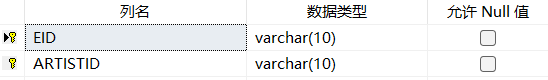 列名 数据类型 允许 Null 值
EID varchar(10)
ARTISTID varchar(10)